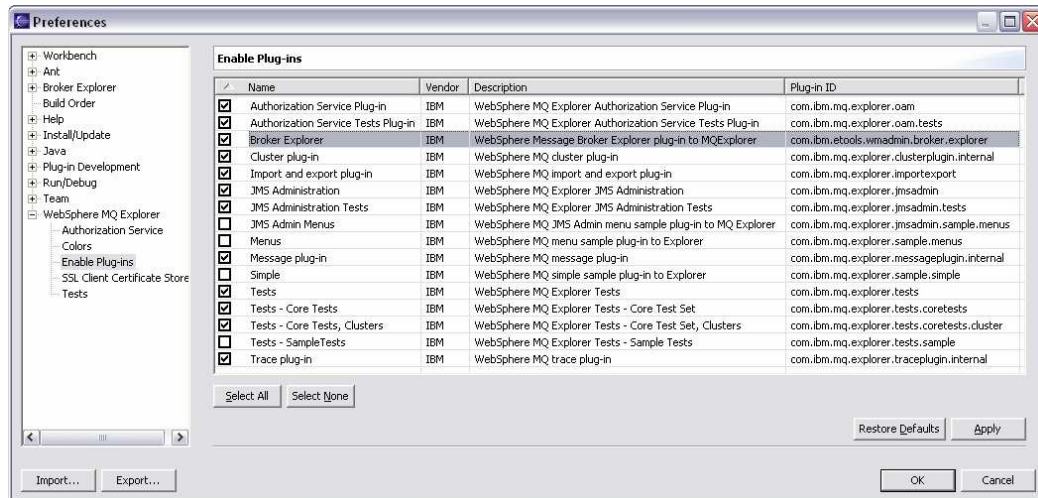 Preferences
Workbench
Ant
Broker Explorer
Build Order
Help
Install/Update
Java
Plug-in Development
Run/Debug
Team
WebSphere MQ Explorer
Authorization Service
Colors
Enable Plug-ins
SSL Client Certificate Store
Tests
Enable Plug-ins
Name Vendor Description Plug-in ID
Authorization Service Plug-in IBM WebSphere MQ Explorer Authorization Service Plug-in com.ibm.mq.explorer.oam
Authorization Service Tests Plug-in IBM WebSphere MQ Explorer Authorization Service Tests Plug-in com.ibm.mq.explorer.oam.tests
Broker Explorer IBM WebSphere Message Broker Explorer plug-in to MQExplorer com.ibm.etools.wmadmin.broker.explorer
Cluster plug-in IBM WebSphere MQ cluster plug-in com.ibm.mq.explorer.clusterplugin.internal
Import and export plug-in IBM WebSphere MQ import and export plug-in com.ibm.mq.explorer.importexport
JMS Administration IBM WebSphere MQ Explorer JMS Administration com.ibm.mq.explorer.jmsadmin
JMS Administration Tests IBM WebSphere MQ Explorer JMS Administration Tests com.ibm.mq.explorer.jmsadmin.tests
JMS Admin Menus IBM WebSphere MQ JMS Admin menu sample plug-in to MQ Explorer com.ibm.mq.explorer.jmsadmin.sample.menus
Menus IBM WebSphere MQ menu sample plug-in to Explorer com.ibm.mq.explorer.sample.menus
Message plug-in IBM WebSphere MQ message plug-in com.ibm.mq.explorer.messageplugin.internal
Simple IBM WebSphere MQ simple sample plug-in to Explorer com.ibm.mq.explorer.sample.simple
Tests IBM WebSphere MQ Explorer Tests com.ibm.mq.explorer.tests
Tests - Core Tests IBM WebSphere MQ Explorer Tests - Core Test Set com.ibm.mq.explorer.tests.coretests
Tests - Core Tests, Clusters IBM WebSphere MQ Explorer Tests - Core Test Set, Clusters com.ibm.mq.explorer.tests.coretests.cluster
Tests - SampleTests IBM WebSphere MQ Explorer Tests - Sample Tests com.ibm.mq.explorer.tests.sample
Trace plug-in IBM WebSphere MQ trace plug-in com.ibm.mq.explorer.traceplugin.internal
Select All Select None
Restore Defaults Apply
Import... Export... OK Cancel